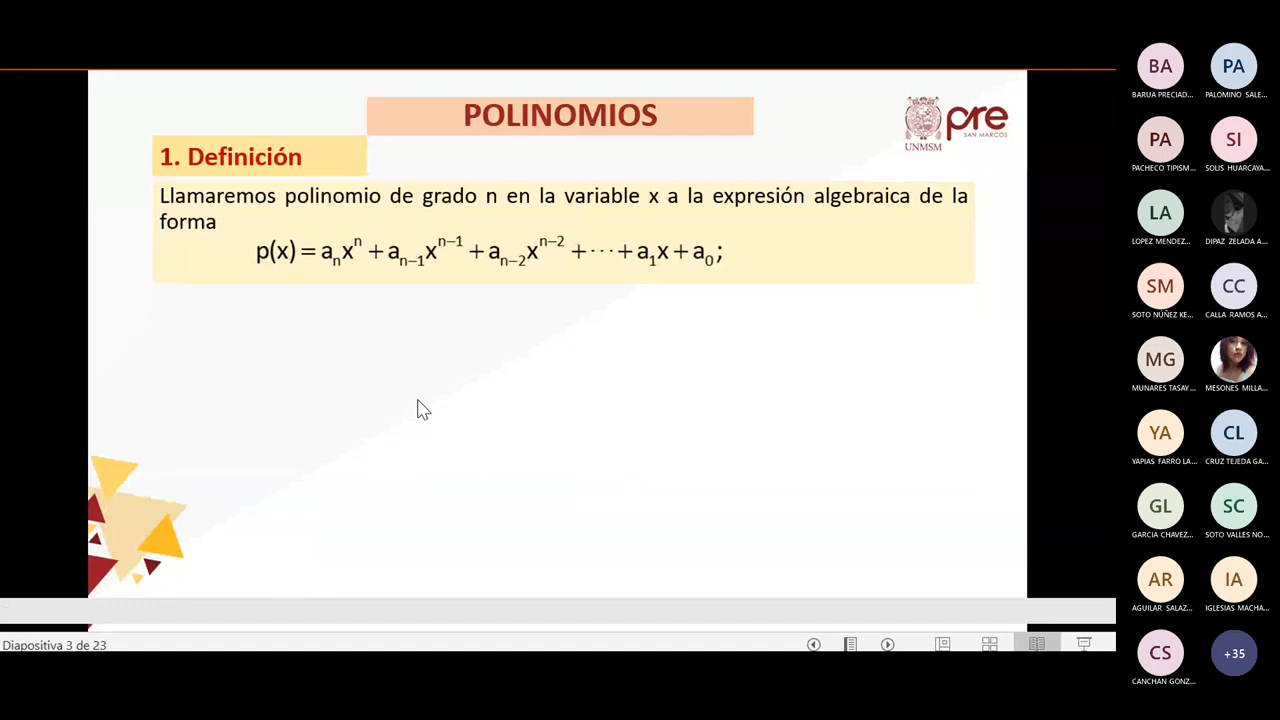 POLINOMIOS
UNMSM
pre
SAN MARCOS
1. Definición
Llamaremos polinomio de grado n en la variable x a la expresión algebraica de la
forma
p(x) = aₙxⁿ + aₙ₋₁xⁿ⁻¹ + aₙ₋₂xⁿ⁻² + ··· + a₁x + a₀ ;
Diapositiva 3 de 23
BA
BARUA PRECIAD...
PA
PALOMINO SALE...
PA
PACHECO TIPISM...
SI
SOLIS HUARCAYA...
LA
LOPEZ MENDEZ...
DIPAZ ZELADA A...
SM
SOTO NÚÑEZ KE...
CC
CALLA RAMOS A...
MG
MUNARES TASAY...
MESONES MILLA...
YA
YAPIAS FARRO LA...
CL
CRUZ TEJEDA GA...
GL
GARCIA CHAVEZ...
SC
SOTO VALLES NO...
AR
AGUILAR SALAZ...
IA
IGLESIAS MACHA...
CS
CANCHAN GONZ...
+35